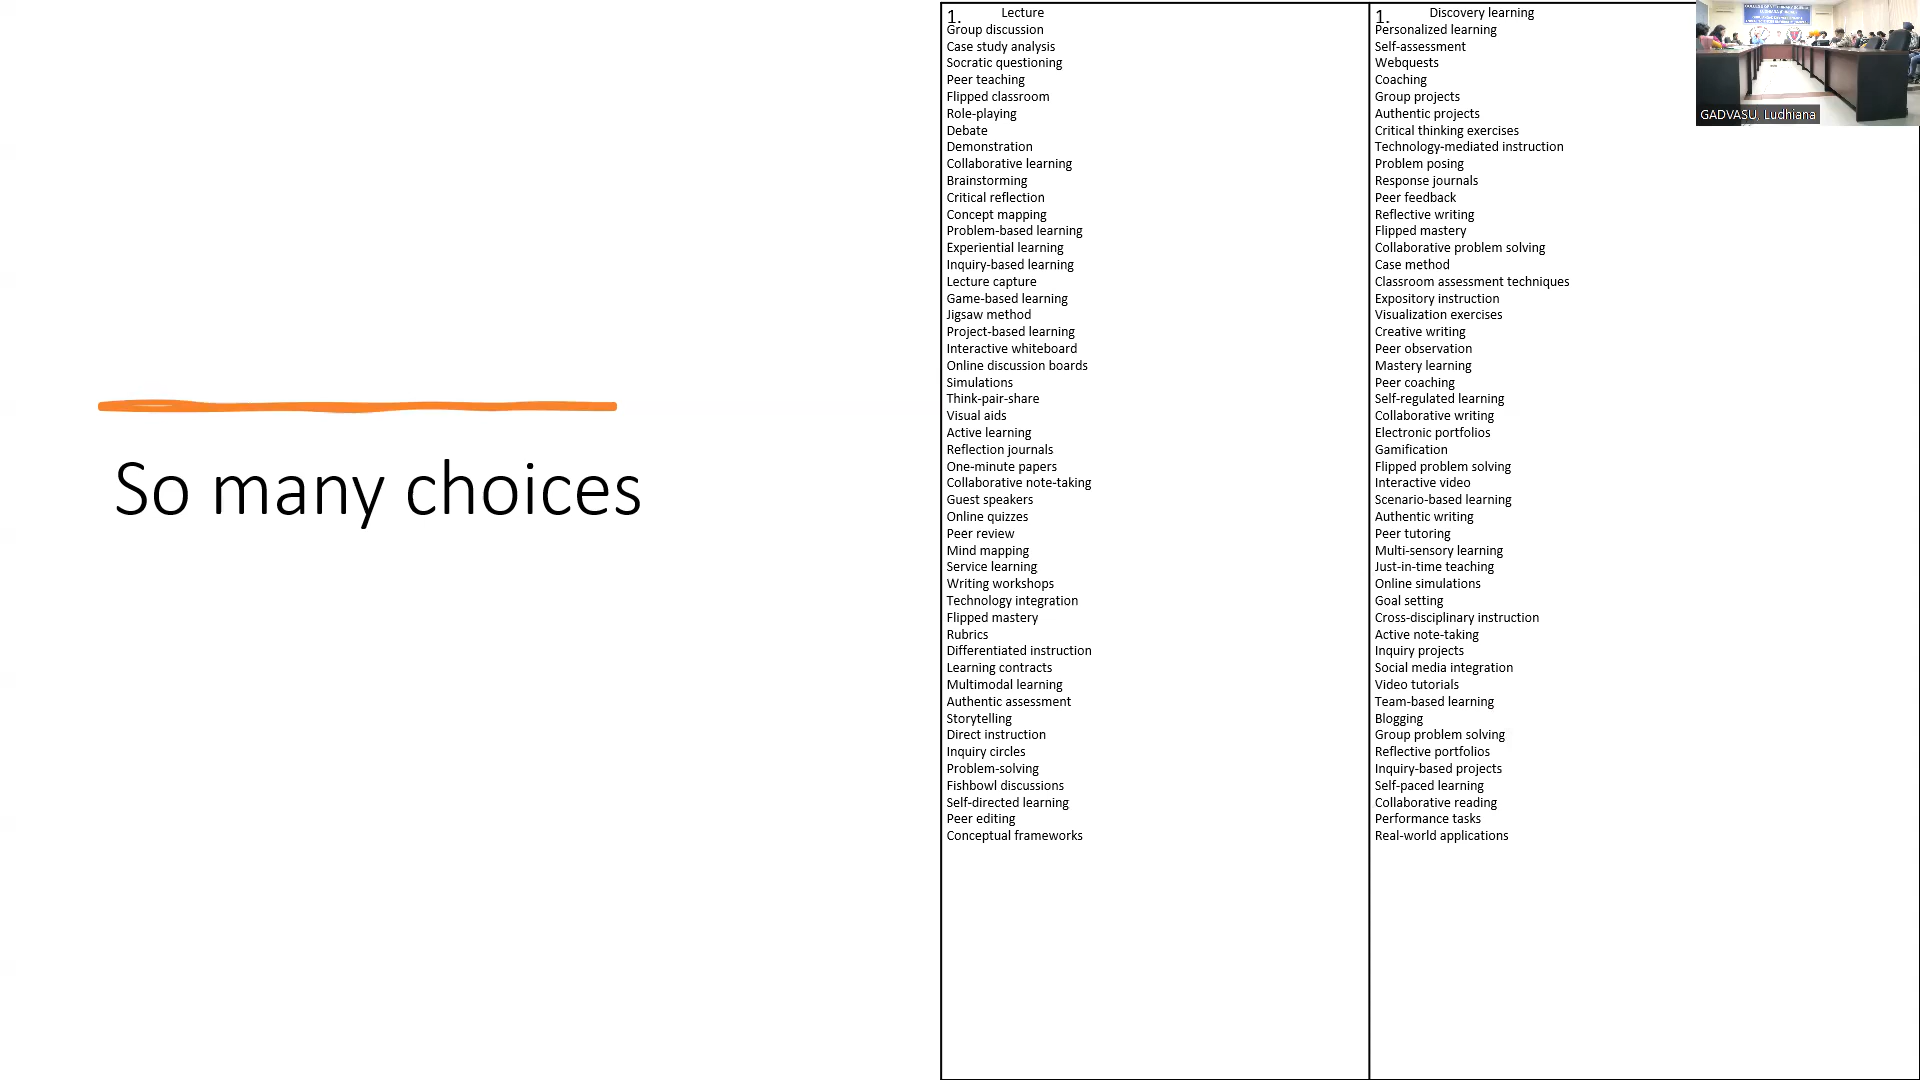 So many choices
1. Lecture
Group discussion
Case study analysis
Socratic questioning
Peer teaching
Flipped classroom
Role-playing
Debate
Demonstration
Collaborative learning
Brainstorming
Critical reflection
Concept mapping
Problem-based learning
Experiential learning
Inquiry-based learning
Lecture capture
Game-based learning
Jigsaw method
Project-based learning
Interactive whiteboard
Online discussion boards
Simulations
Think-pair-share
Visual aids
Active learning
Reflection journals
One-minute papers
Collaborative note-taking
Guest speakers
Online quizzes
Peer review
Mind mapping
Service learning
Writing workshops
Technology integration
Flipped mastery
Rubrics
Differentiated instruction
Learning contracts
Multimodal learning
Authentic assessment
Storytelling
Direct instruction
Inquiry circles
Problem-solving
Fishbowl discussions
Self-directed learning
Peer editing
Conceptual frameworks
1. Discovery learning
Personalized learning
Self-assessment
Webquests
Coaching
Group projects
Authentic projects
Critical thinking exercises
Technology-mediated instruction
Problem posing
Response journals
Peer feedback
Reflective writing
Flipped mastery
Collaborative problem solving
Case method
Classroom assessment techniques
Expository instruction
Visualization exercises
Creative writing
Peer observation
Mastery learning
Peer coaching
Self-regulated learning
Collaborative writing
Electronic portfolios
Gamification
Flipped problem solving
Interactive video
Scenario-based learning
Authentic writing
Peer tutoring
Multi-sensory learning
Just-in-time teaching
Online simulations
Goal setting
Cross-disciplinary instruction
Active note-taking
Inquiry projects
Social media integration
Video tutorials
Team-based learning
Blogging
Group problem solving
Reflective portfolios
Inquiry-based projects
Self-paced learning
Collaborative reading
Performance tasks
Real-world applications
GADVASU, Ludhiana